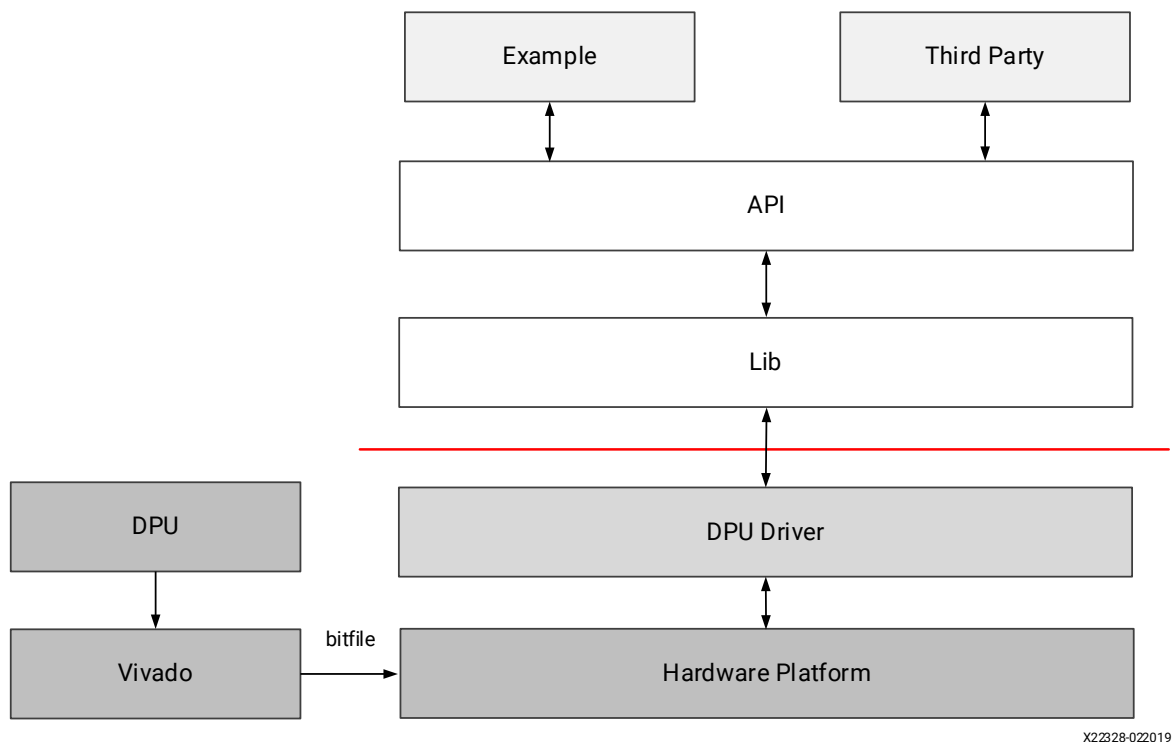 Example
Third Party
API
Lib
DPU
DPU Driver
bitfile
Vivado
Hardware Platform
X22328-022019